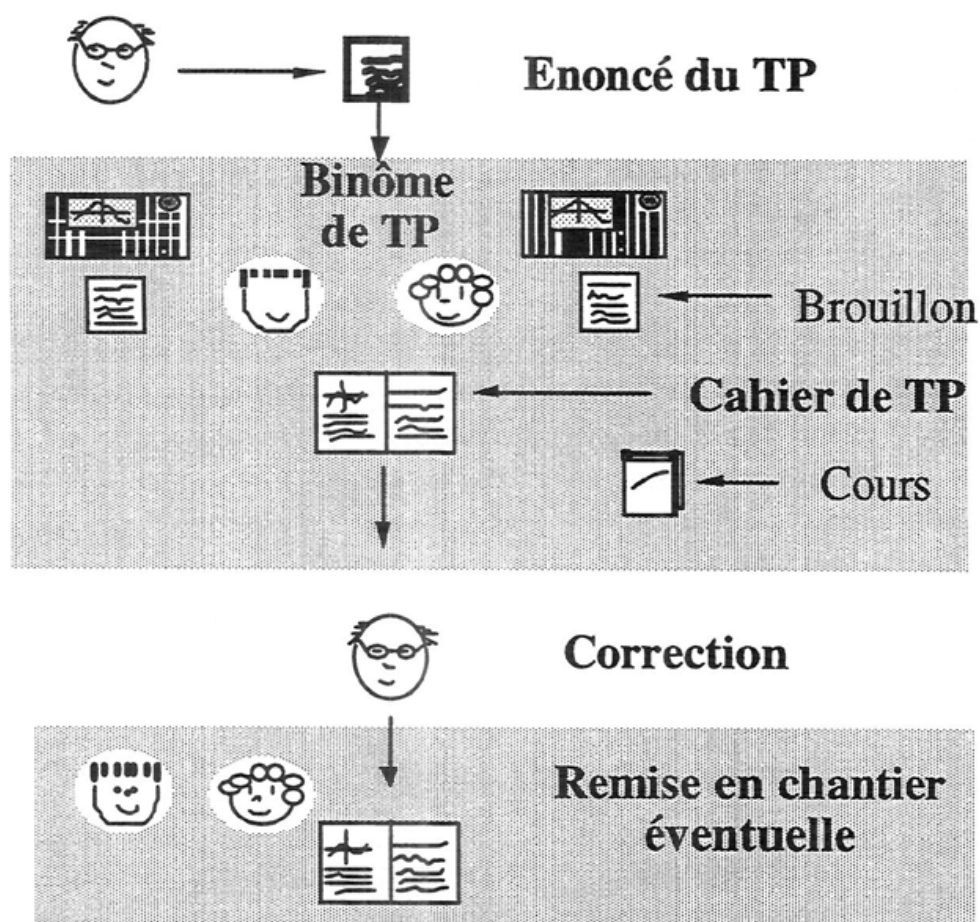 Enoncé du TP
Binôme
de TP
Brouillon
Cahier de TP
Cours
Correction
Remise en chantier
éventuelle